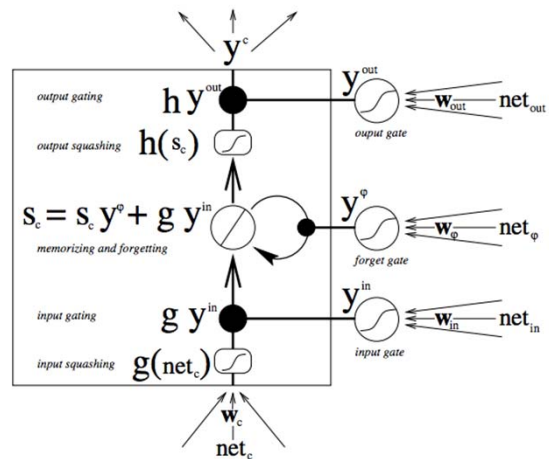 y^c
output gating
h y^out
y^out
w_out
net_out
ouput gate
output squashing
h(s_c)
s_c = s_c y^φ + g y^in
memorizing and forgetting
y^φ
w_φ
net_φ
forget gate
input gating
g y^in
y^in
w_in
net_in
input gate
input squashing
g(net_c)
w_c
net_c